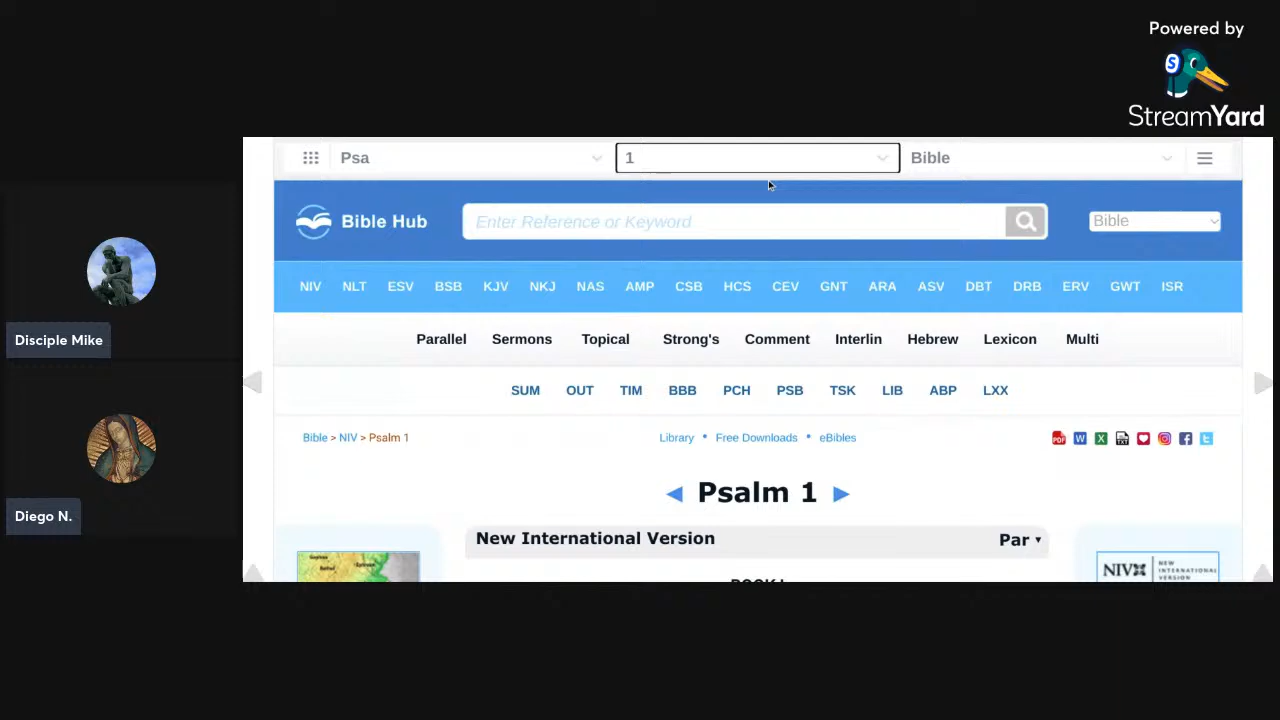 Powered by
S
StreamYard
Psa 1 Bible
Bible Hub Enter Reference or Keyword Bible
NIV NLT ESV BSB KJV NKJ NAS AMP CSB HCS CEV GNT ARA ASV DBT DRB ERV GWT ISR
Parallel Sermons Topical Strong's Comment Interlin Hebrew Lexicon Multi
SUM OUT TIM BBB PCH PSB TSK LIB ABP LXX
Bible > NIV > Psalm 1 Library • Free Downloads • eBibles
◄ Psalm 1 ►
New International Version Par ▾
NIV NEW INTERNATIONAL VERSION
Disciple Mike
Diego N.